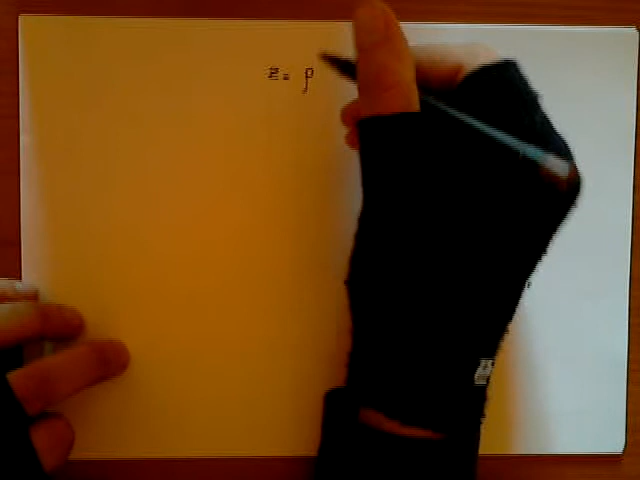 z = ρ